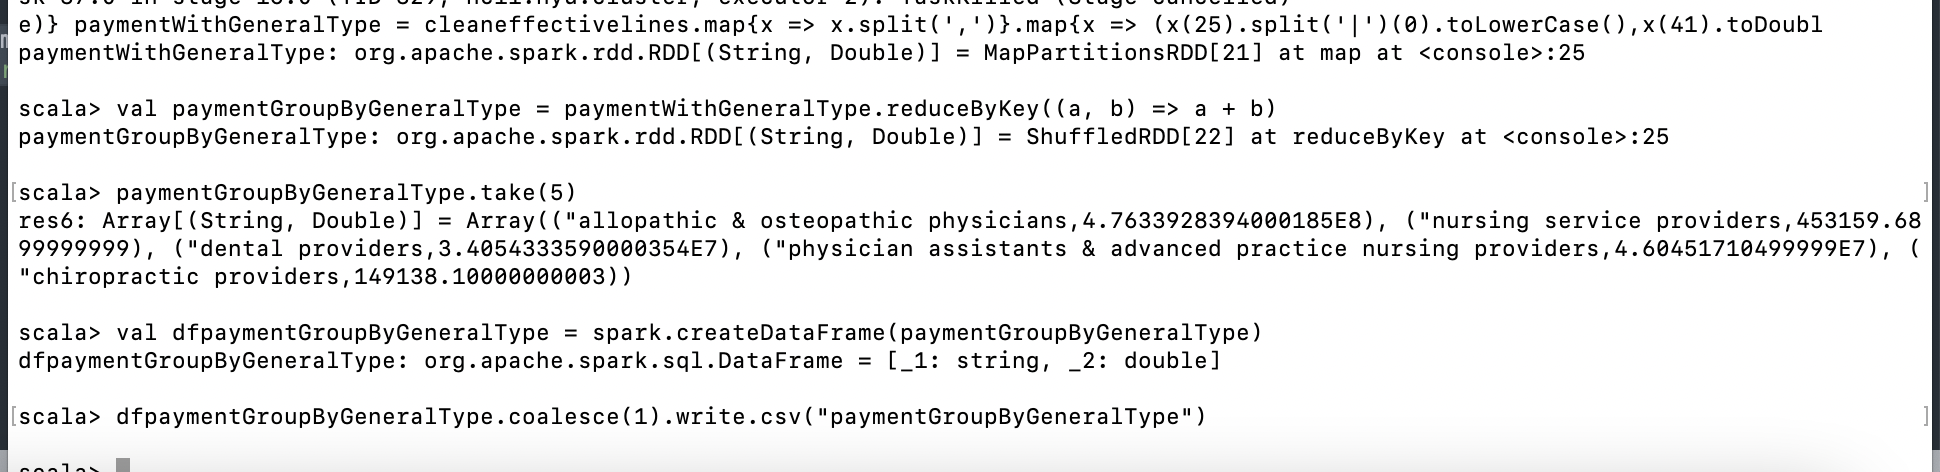 e)} paymentWithGeneralType = cleaneffectivelines.map{x => x.split(',')}.map{x => (x(25).split('|')(0).toLowerCase(),x(41).toDoubl
paymentWithGeneralType: org.apache.spark.rdd.RDD[(String, Double)] = MapPartitionsRDD[21] at map at <console>:25
scala> val paymentGroupByGeneralType = paymentWithGeneralType.reduceByKey((a, b) => a + b)
paymentGroupByGeneralType: org.apache.spark.rdd.RDD[(String, Double)] = ShuffledRDD[22] at reduceByKey at <console>:25
[scala> paymentGroupByGeneralType.take(5) ]
res6: Array[(String, Double)] = Array(("allopathic & osteopathic physicians,4.7633928394000185E8), ("nursing service providers,453159.68
99999999), ("dental providers,3.4054333590000354E7), ("physician assistants & advanced practice nursing providers,4.60451710499999E7), (
"chiropractic providers,149138.10000000003))
scala> val dfpaymentGroupByGeneralType = spark.createDataFrame(paymentGroupByGeneralType)
dfpaymentGroupByGeneralType: org.apache.spark.sql.DataFrame = [_1: string, _2: double]
[scala> dfpaymentGroupByGeneralType.coalesce(1).write.csv("paymentGroupByGeneralType") ]
scala>